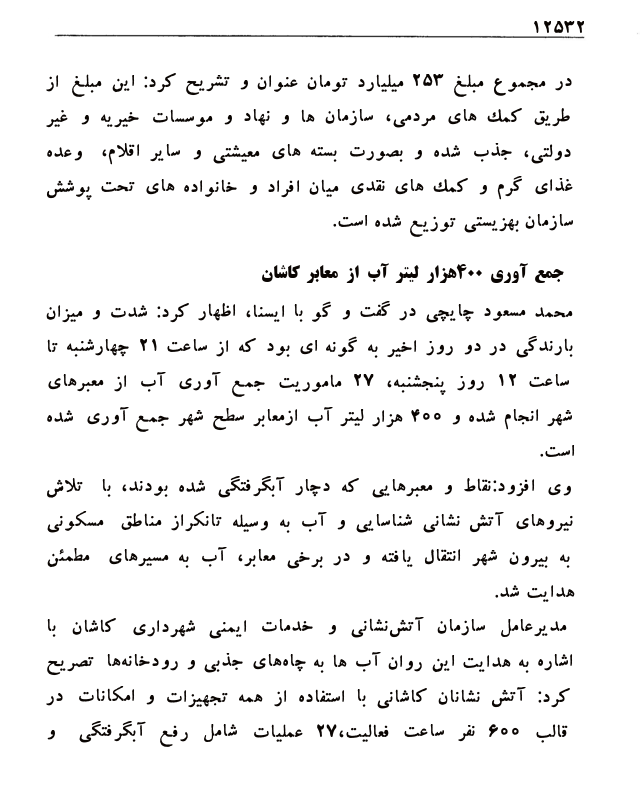 ۱۲۵۳۲
در مجموع مبلغ ۲۵۳ میلیارد تومان عنوان و تشریح کرد: این مبلغ از
طریق کمك های مردمی، سازمان ها و نهاد و موسسات خیریه و غیر
دولتی، جذب شده و بصورت بسته های معیشتی و سایر اقلام، وعده
غذای گرم و کمك های نقدی میان افراد و خانواده های تحت پوشش
سازمان بهزیستی توزیع شده است.
جمع آوری ۴۰۰هزار لیتر آب از معابر کاشان
محمد مسعود چایچی در گفت و گو با ایسنا، اظهار کرد: شدت و میزان
بارندگی در دو روز اخیر به گونه ای بود که از ساعت ۲۱ چهارشنبه تا
ساعت ۱۲ روز پنجشنبه، ۲۷ ماموریت جمع آوری آب از معبرهای
شهر انجام شده و ۴۰۰ هزار لیتر آب ازمعابر سطح شهر جمع آوری شده
است.
وی افزود:نقاط و معبرهایی که دچار آبگرفتگی شده بودند، با تلاش
نیروهای آتش نشانی شناسایی و آب به وسیله تانکراز مناطق مسکونی
به بیرون شهر انتقال یافته و در برخی معابر، آب به مسیرهای مطمئن
هدایت شد.
مدیرعامل سازمان آتش‌نشانی و خدمات ایمنی شهرداری کاشان با
اشاره به هدایت این روان آب ها به چاه‌های جذبی و رودخانه‌ها تصریح
کرد: آتش نشانان کاشانی با استفاده از همه تجهیزات و امکانات در
قالب ۶۰۰ نفر ساعت فعالیت،۲۷ عملیات شامل رفع آبگرفتگی و